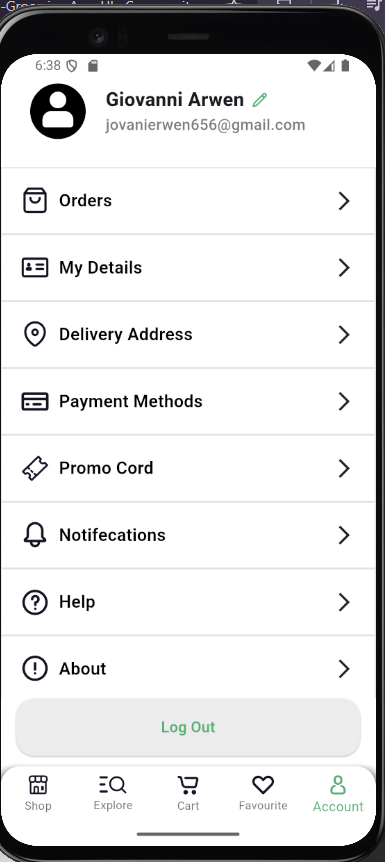 6:38
Giovanni Arwen
jovanierwen656@gmail.com
Orders
My Details
Delivery Address
Payment Methods
Promo Cord
Notifecations
Help
About
Log Out
Shop Explore Cart Favourite Account